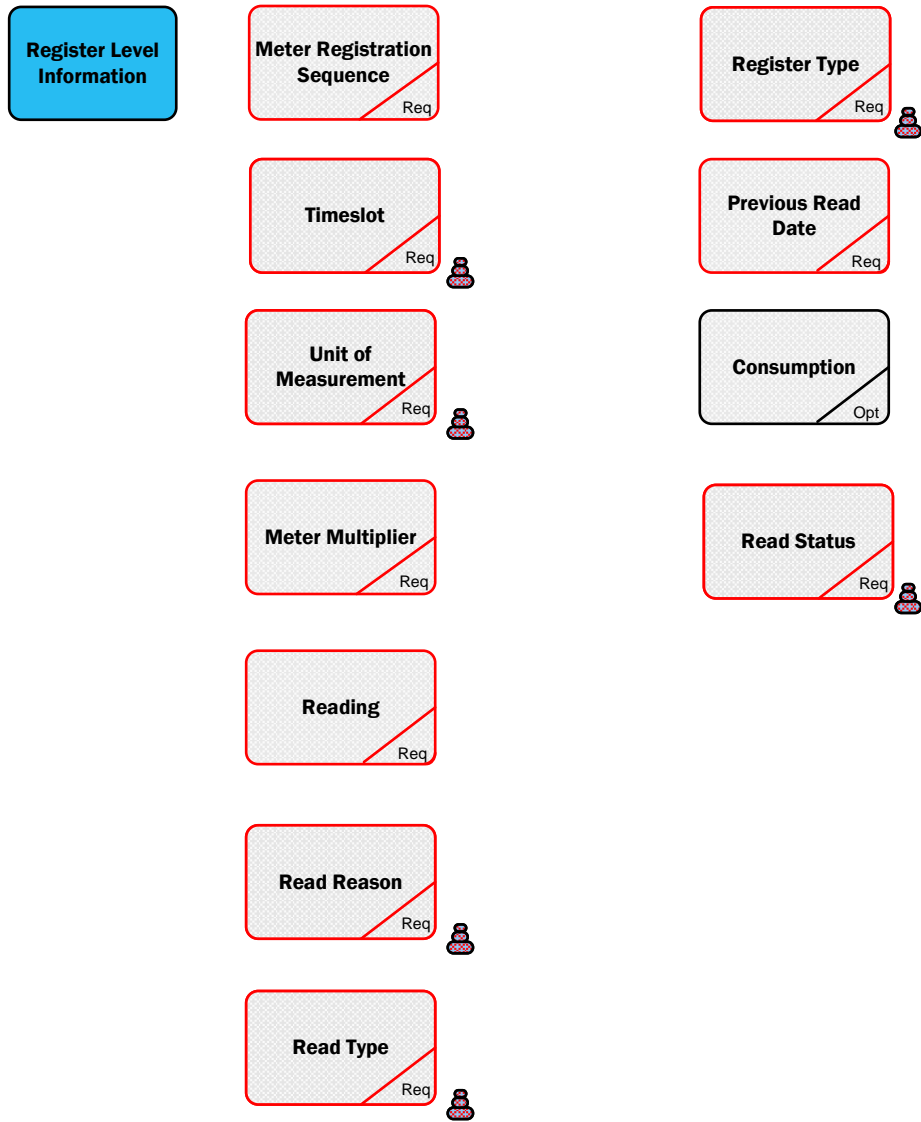 Register Level
Information
Meter Registration
Sequence
Req
Register Type
Req
Timeslot
Req
Previous Read
Date
Req
Unit of
Measurement
Req
Consumption
Opt
Meter Multiplier
Req
Read Status
Req
Reading
Req
Read Reason
Req
Read Type
Req